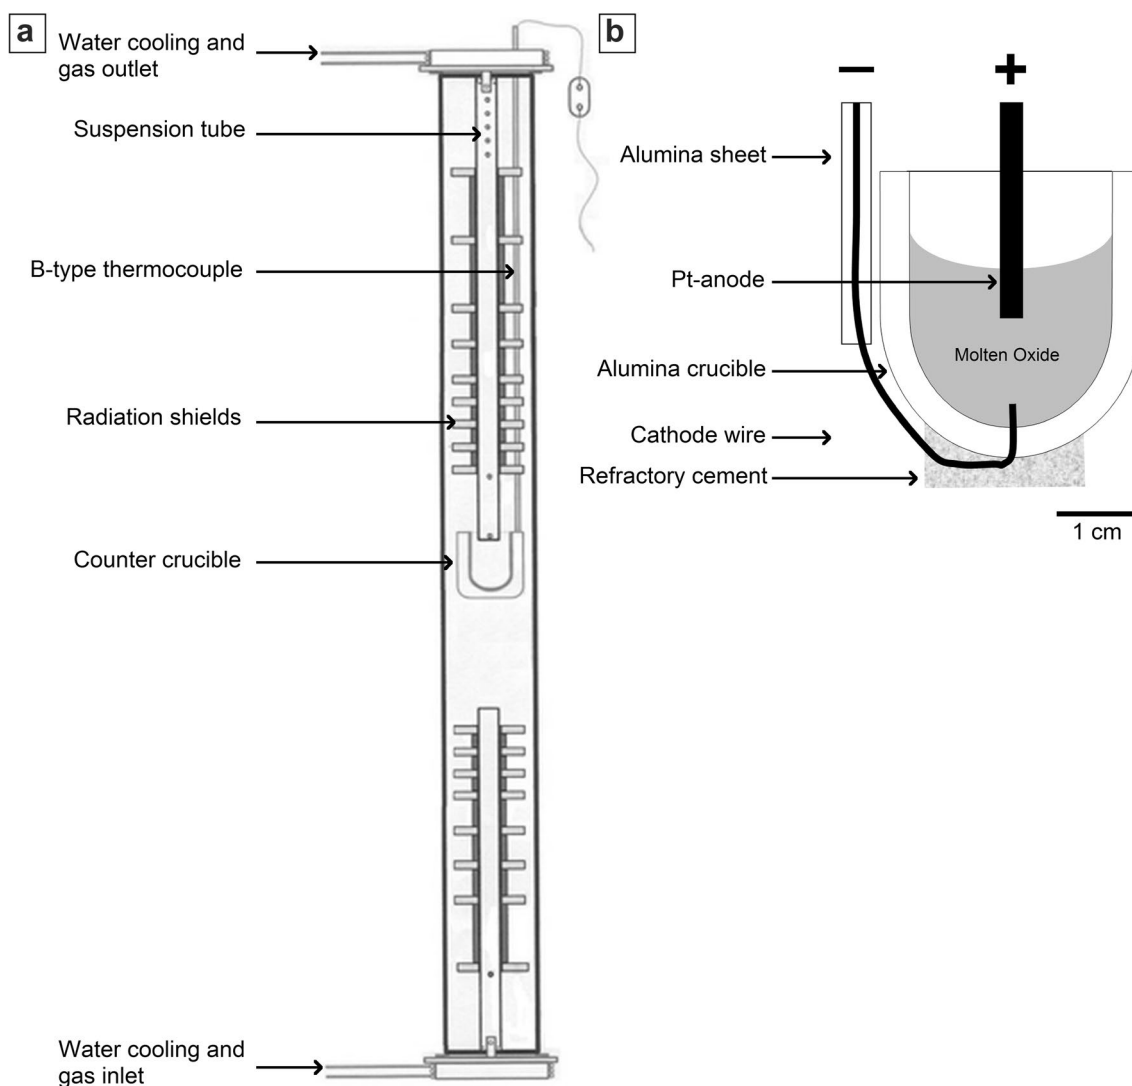 a
Water cooling and
gas outlet
Suspension tube
B-type thermocouple
Radiation shields
Counter crucible
Water cooling and
gas inlet
b
− +
Alumina sheet
Pt-anode
Molten Oxide
Alumina crucible
Cathode wire
Refractory cement
1 cm